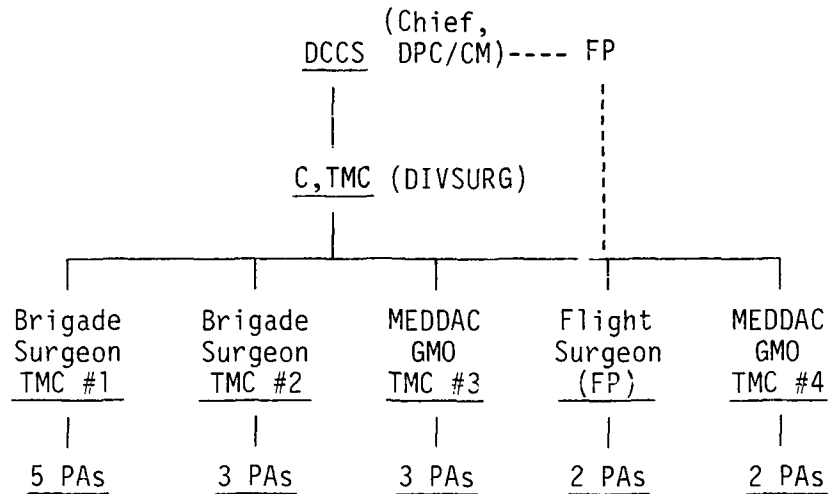 (Chief,
DCCS DPC/CM)---- FP
C,TMC (DIVSURG)
Brigade Brigade MEDDAC Flight MEDDAC
Surgeon Surgeon GMO Surgeon GMO
TMC #1 TMC #2 TMC #3 (FP) TMC #4
5 PAs 3 PAs 3 PAs 2 PAs 2 PAs